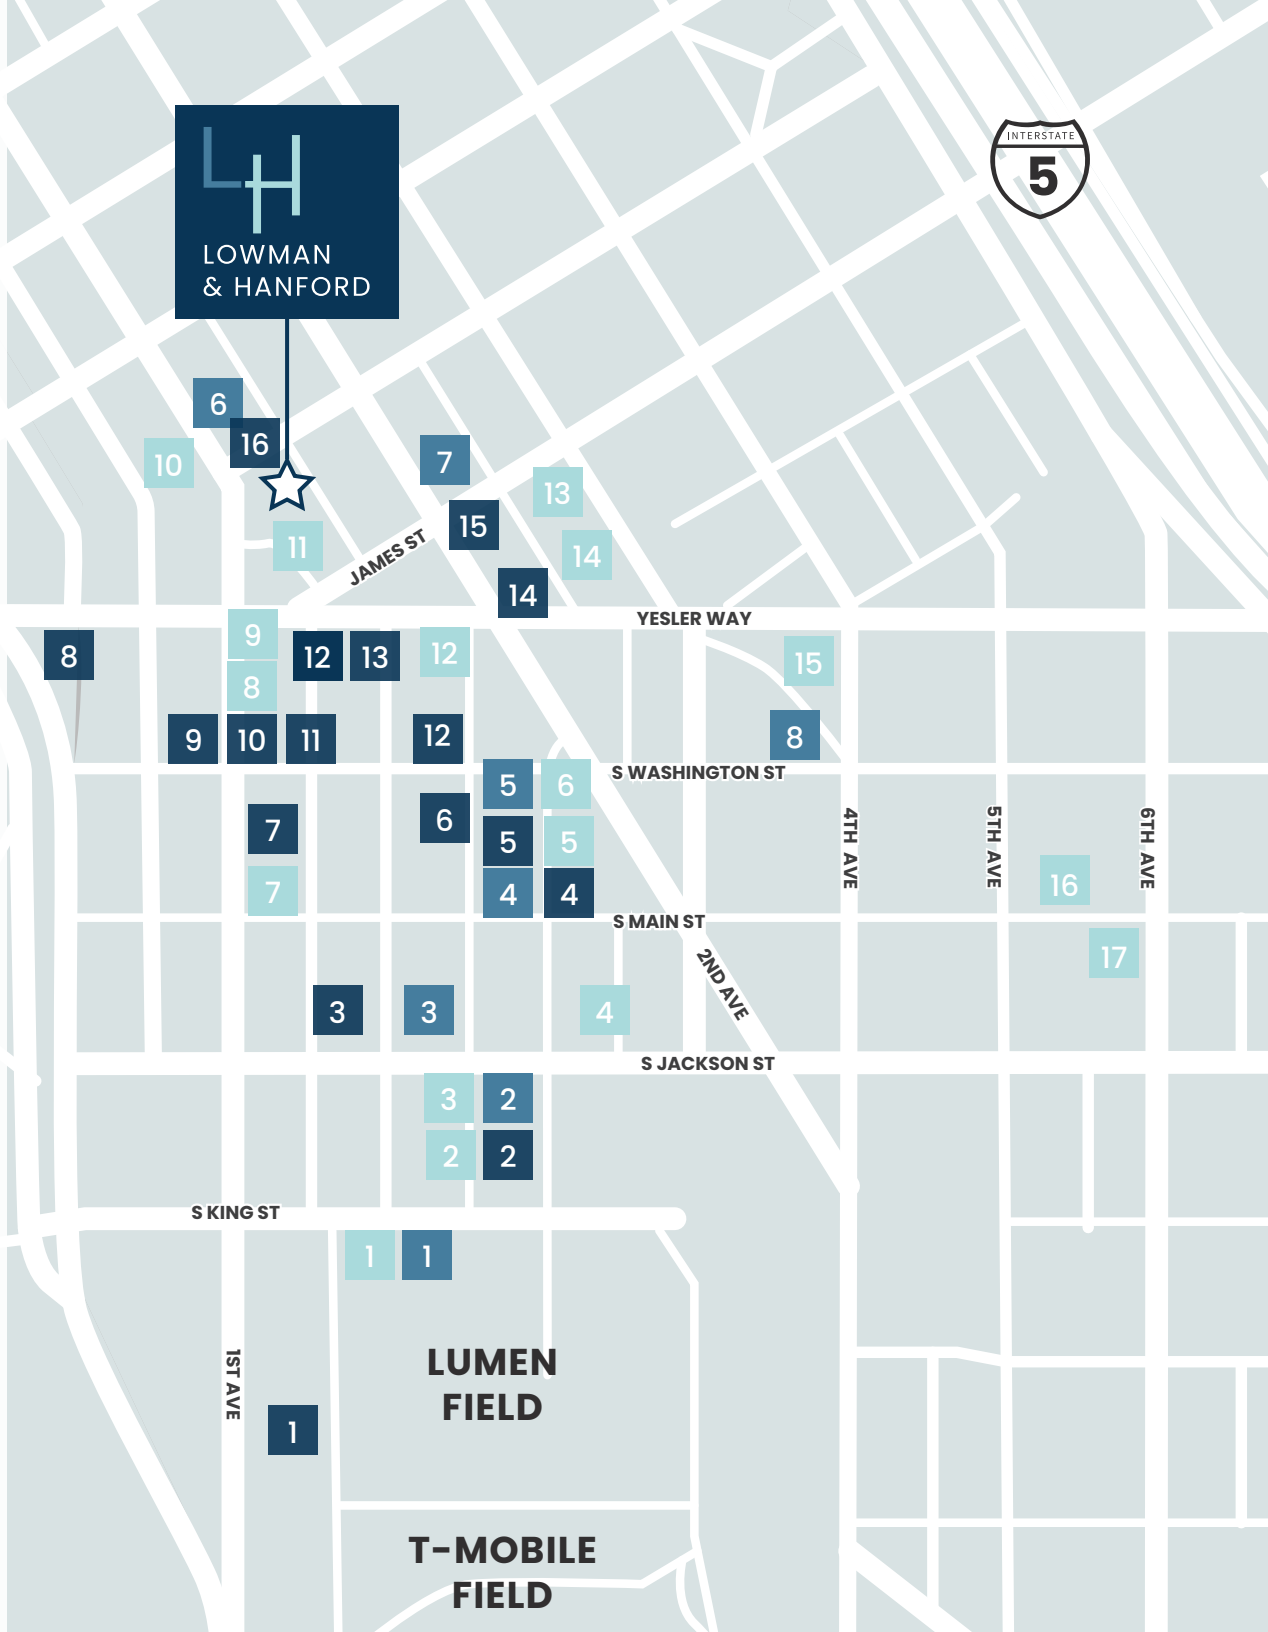 LH
LOWMAN
& HANFORD
INTERSTATE
5
6
16
10
7
13
15
11
14
JAMES ST
14
YESLER WAY
9
8
12
13
12
15
8
9
10
11
12
8
S WASHINGTON ST
5
6
7
6
5
5
4TH AVE
5TH AVE
6TH AVE
7
4
4
16
S MAIN ST
17
2ND AVE
3
3
4
S JACKSON ST
3
2
2
2
S KING ST
1
1
1ST AVE
LUMEN
FIELD
1
T-MOBILE
FIELD